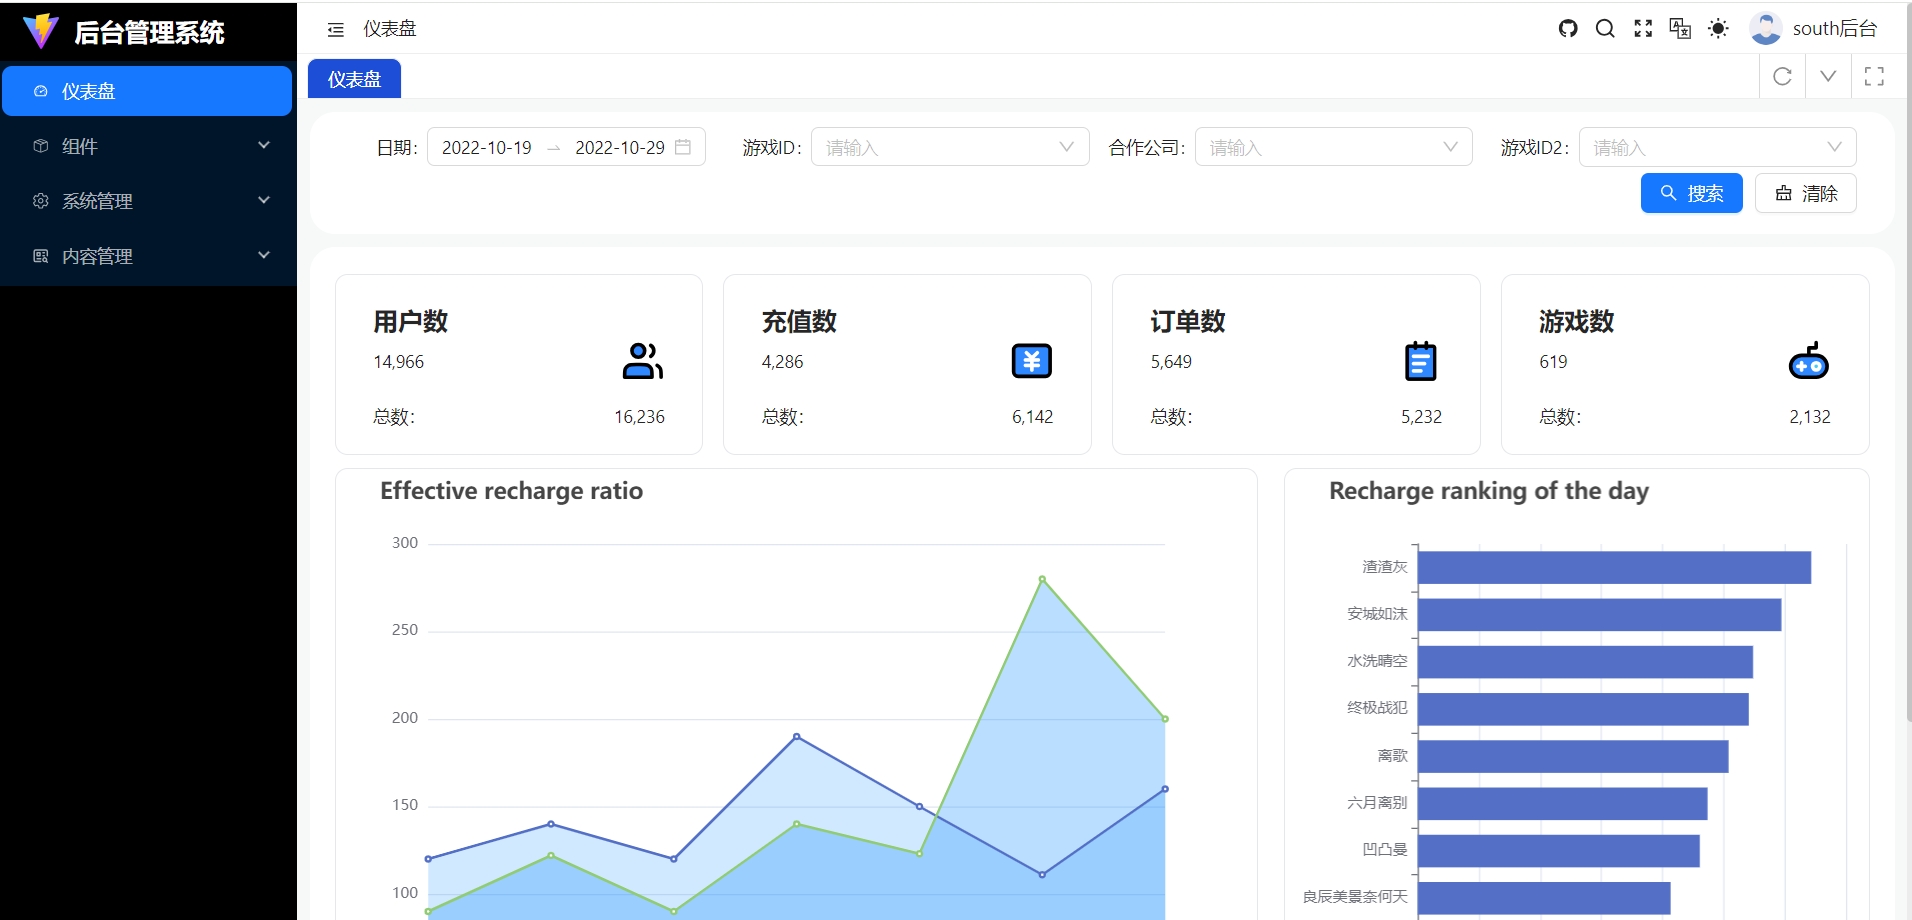 后台管理系统
仪表盘
组件
系统管理
内容管理
仪表盘
south后台
仪表盘
日期: 2022-10-19 2022-10-29 游戏ID: 请输入 合作公司: 请输入 游戏ID2: 请输入
搜索 清除
用户数
14,966
总数: 16,236
充值数
4,286
总数: 6,142
订单数
5,649
总数: 5,232
游戏数
619
总数: 2,132
Effective recharge ratio
300
250
200
150
100
Recharge ranking of the day
渣渣灰
安城如沫
水洗晴空
终极战犯
离歌
六月离别
凹凸曼
良辰美景奈何天